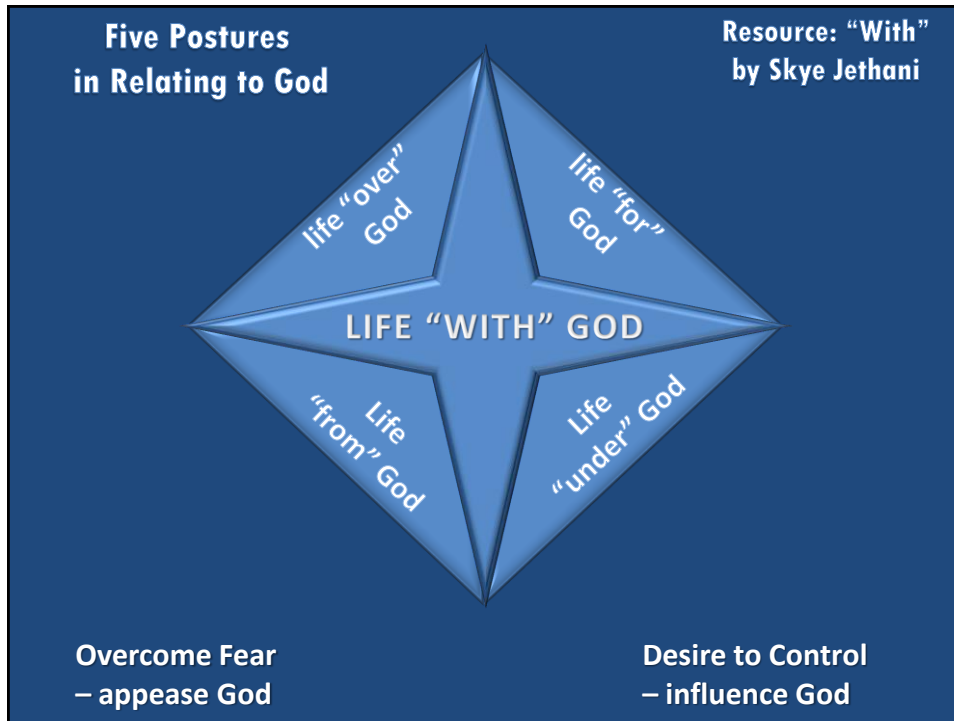 Five Postures
in Relating to God
Resource: “With”
by Skye Jethani
life “over”
God
life “for”
God
LIFE “WITH” GOD
Life
“from” God
Life
“under” God
Overcome Fear
– appease God
Desire to Control
– influence God